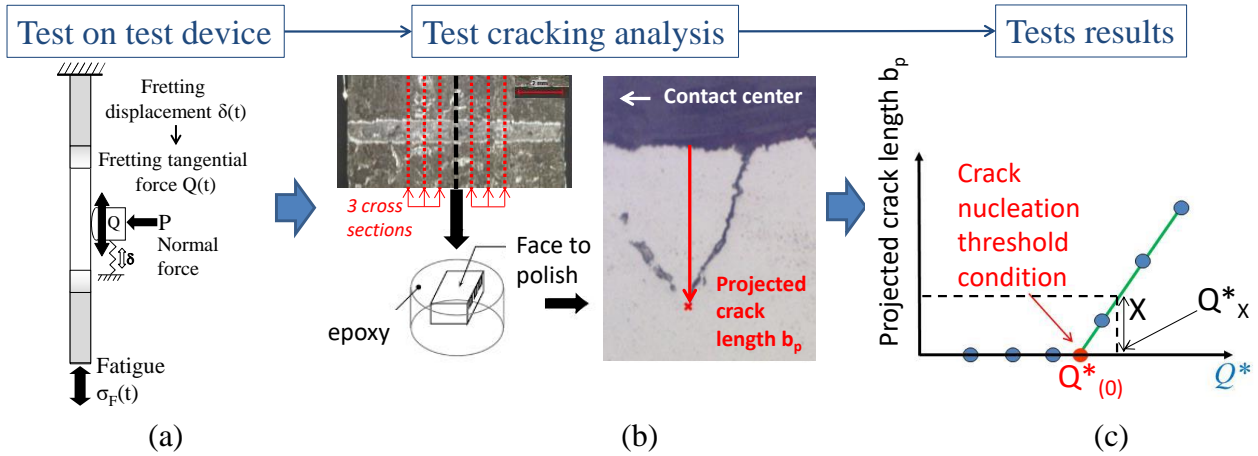 Test on test device
Test cracking analysis
Tests results
Fretting
displacement δ(t)
Fretting tangential
force Q(t)
Q
P
Normal
force
δ
Fatigue
σF(t)
(a)
2 mm
3 cross
sections
Face to
polish
epoxy
Contact center
Projected
crack
length bp
(b)
Projected crack length bp
Crack
nucleation
threshold
condition
X
Q*X
Q*(0)
Q*
(c)